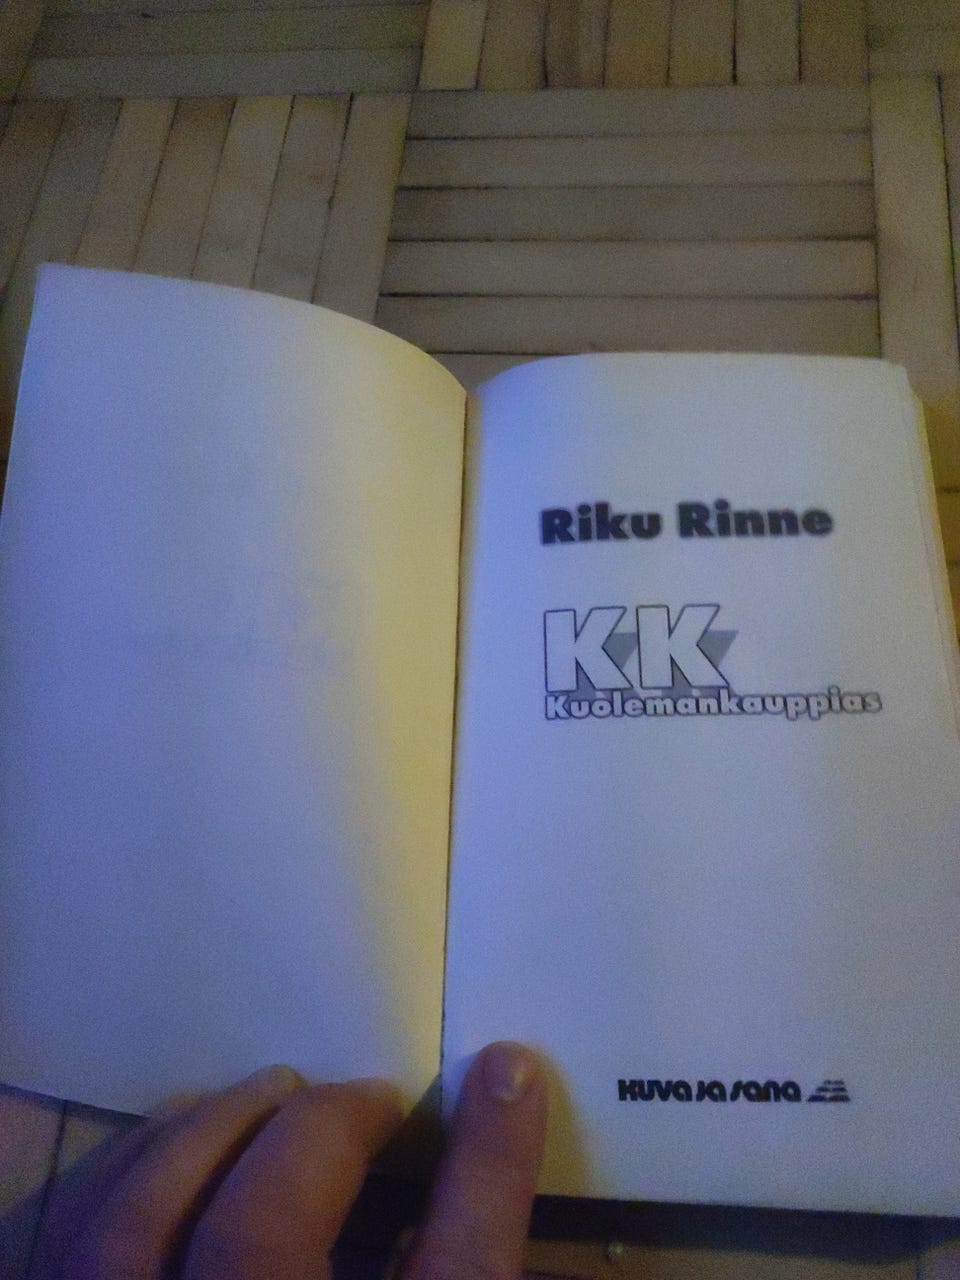 Riku Rinne
KK
Kuolemankauppias
KUVA JA SANA